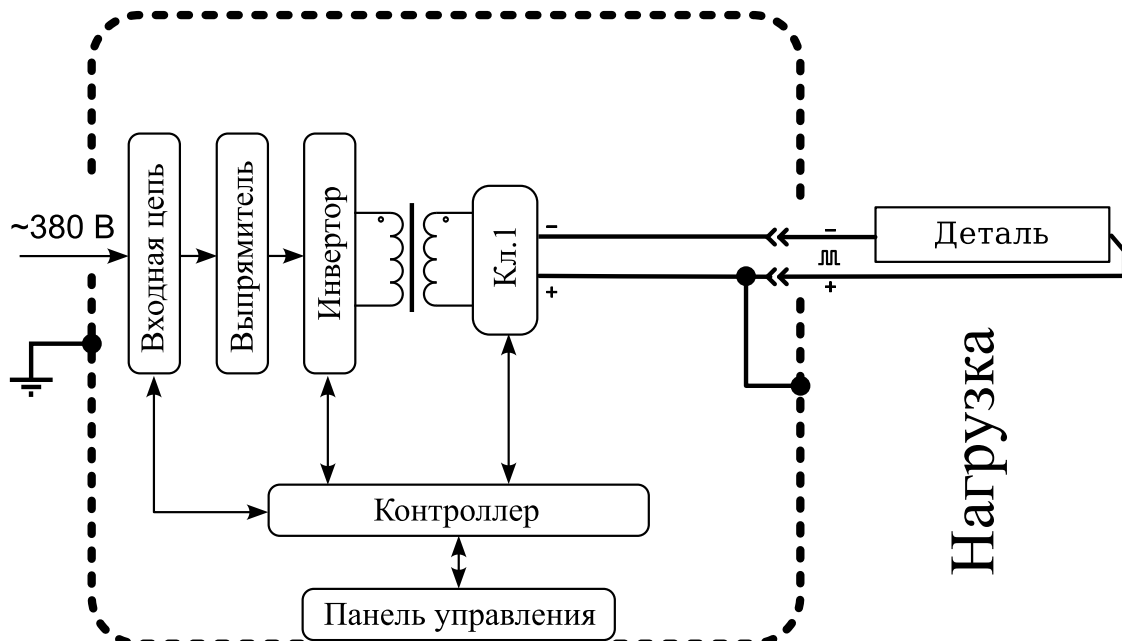 ~380 В
Входная цепь
Выпрямитель
Инвертор
Кл.1
−
+
−
+
Деталь
Нагрузка
Контроллер
Панель управления